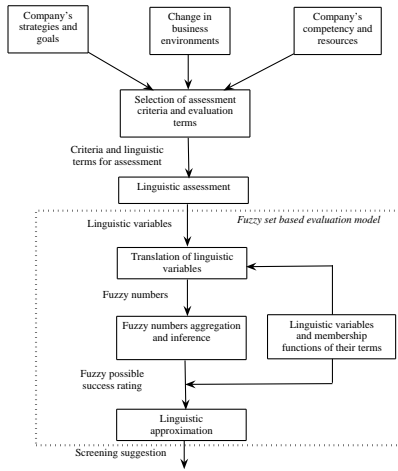 Company's
strategies and
goals
Change in
business
environments
Company's
competency and
resources
Selection of assessment
criteria and evaluation
terms
Criteria and linguistic
terms for assessment
Linguistic assessment
Fuzzy set based evaluation model
Linguistic variables
Translation of linguistic
variables
Fuzzy numbers
Fuzzy numbers aggregation
and inference
Linguistic variables
and membership
functions of their terms
Fuzzy possible
success rating
Linguistic
approximation
Screening suggestion